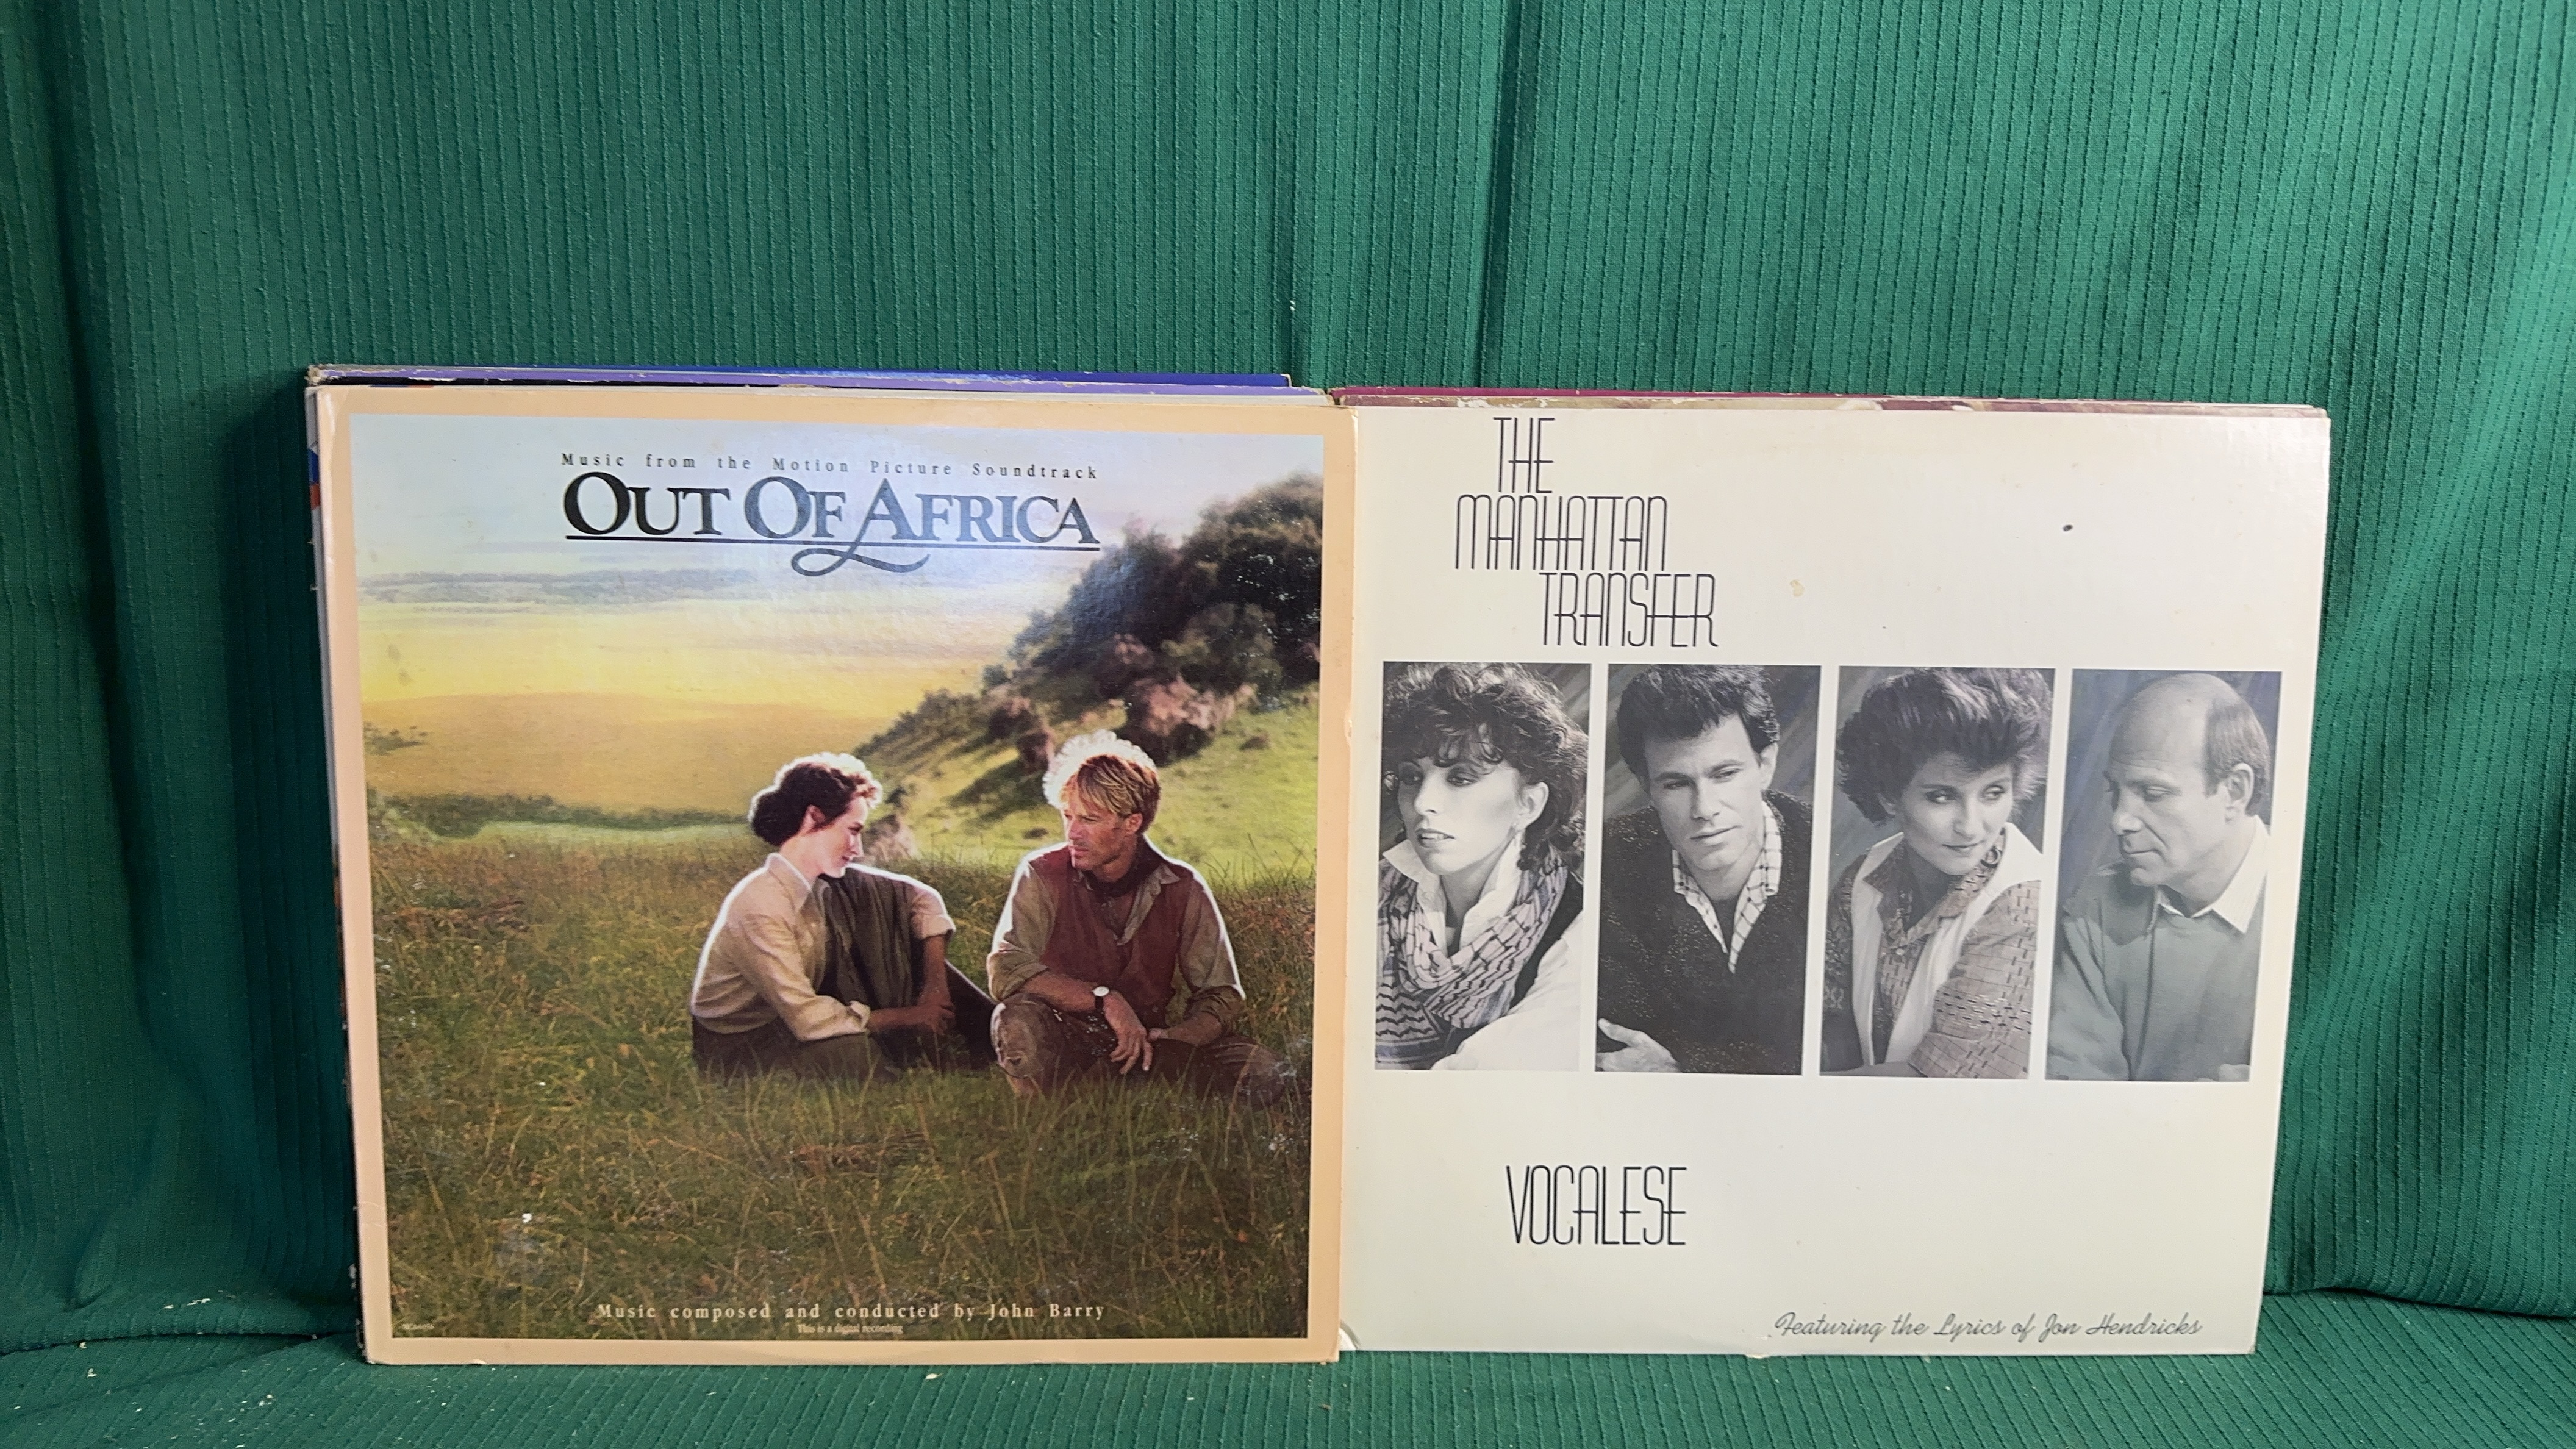 Music from the Motion Picture Soundtrack
OUT OF AFRICA
Music composed and conducted by John Barry
This is a digital recording
THE
MANHATTAN
TRANSFER
VOCALESE
Featuring the Lyrics of Jon Hendricks